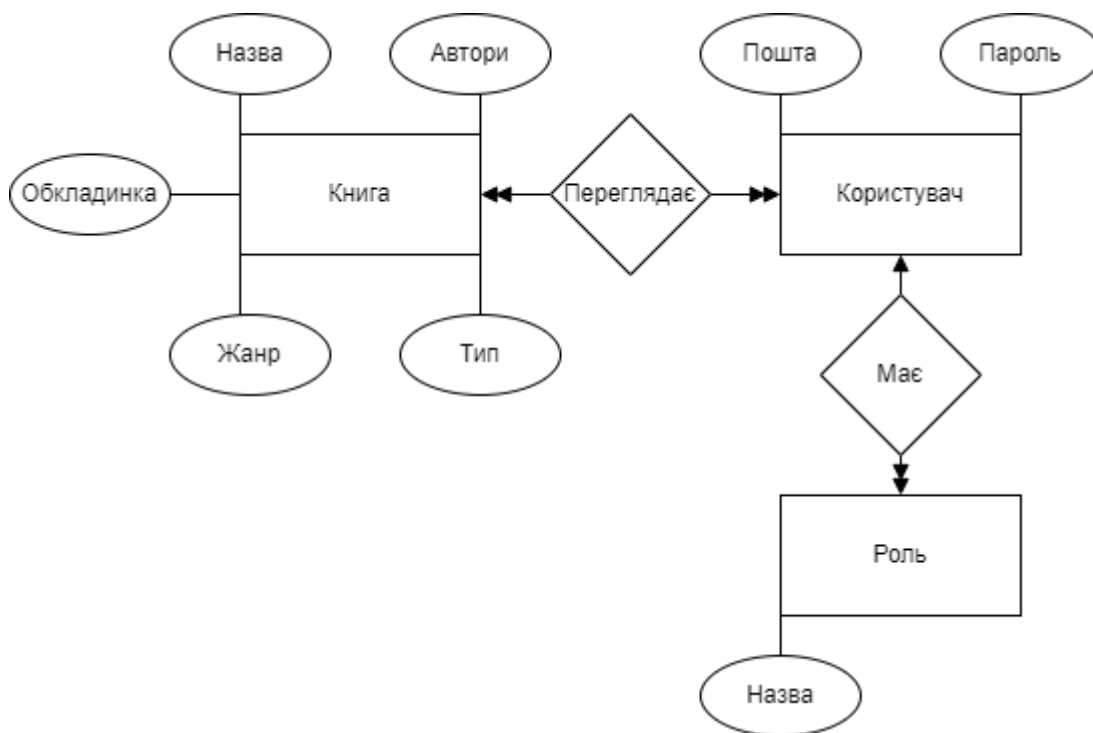 Назва
Автори
Пошта
Пароль
Обкладинка
Книга
Переглядає
Користувач
Жанр
Тип
Має
Роль
Назва